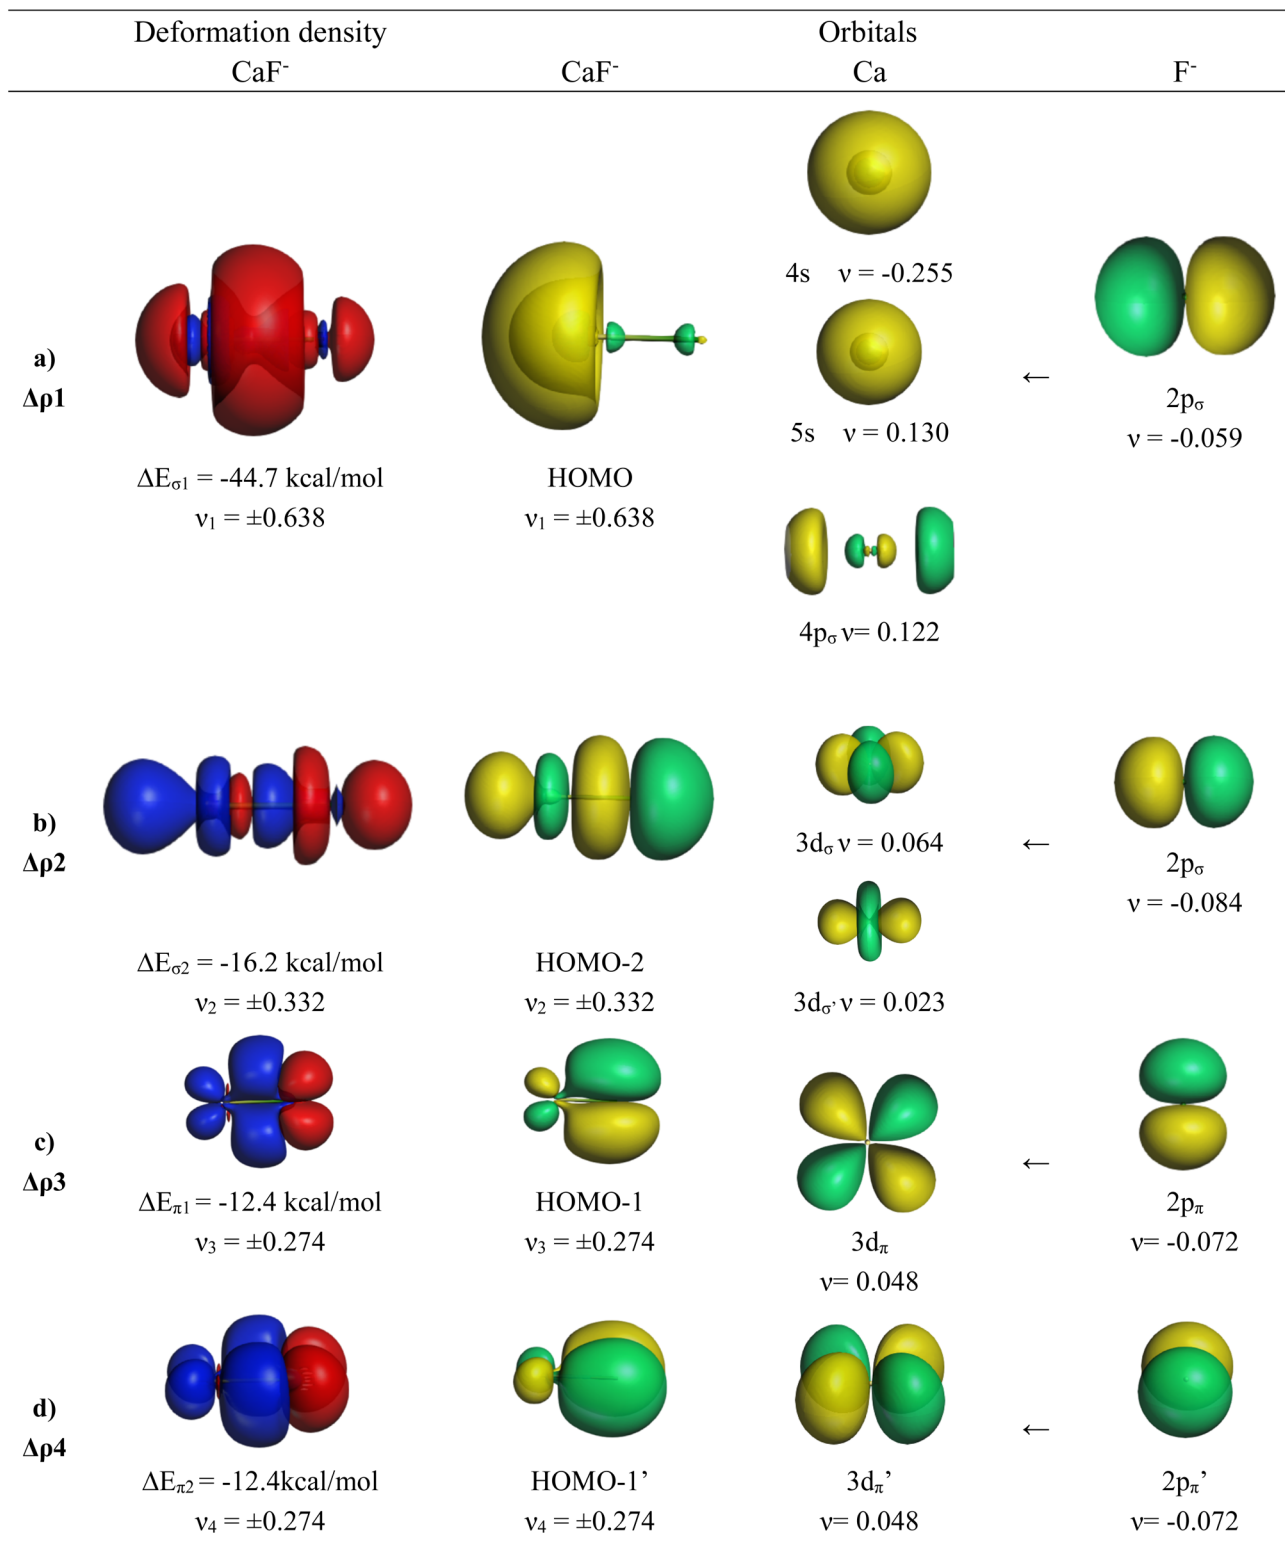 Deformation density Orbitals
CaF⁻ CaF⁻ Ca F⁻
4s ν = -0.255
a)
Δρ1
5s ν = 0.130
←
2pσ
ν = -0.059
ΔEσ1 = -44.7 kcal/mol
ν₁ = ±0.638
HOMO
ν₁ = ±0.638
4pσ ν= 0.122
b)
Δρ2
3dσ ν = 0.064
←
2pσ
ν = -0.084
ΔEσ2 = -16.2 kcal/mol
ν₂ = ±0.332
HOMO-2
ν₂ = ±0.332
3dσ’ ν = 0.023
c)
Δρ3
ΔEπ1 = -12.4 kcal/mol
ν₃ = ±0.274
HOMO-1
ν₃ = ±0.274
3dπ
ν= 0.048
←
2pπ
ν= -0.072
d)
Δρ4
ΔEπ2 = -12.4kcal/mol
ν₄ = ±0.274
HOMO-1’
ν₄ = ±0.274
3dπ’
ν= 0.048
←
2pπ’
ν= -0.072